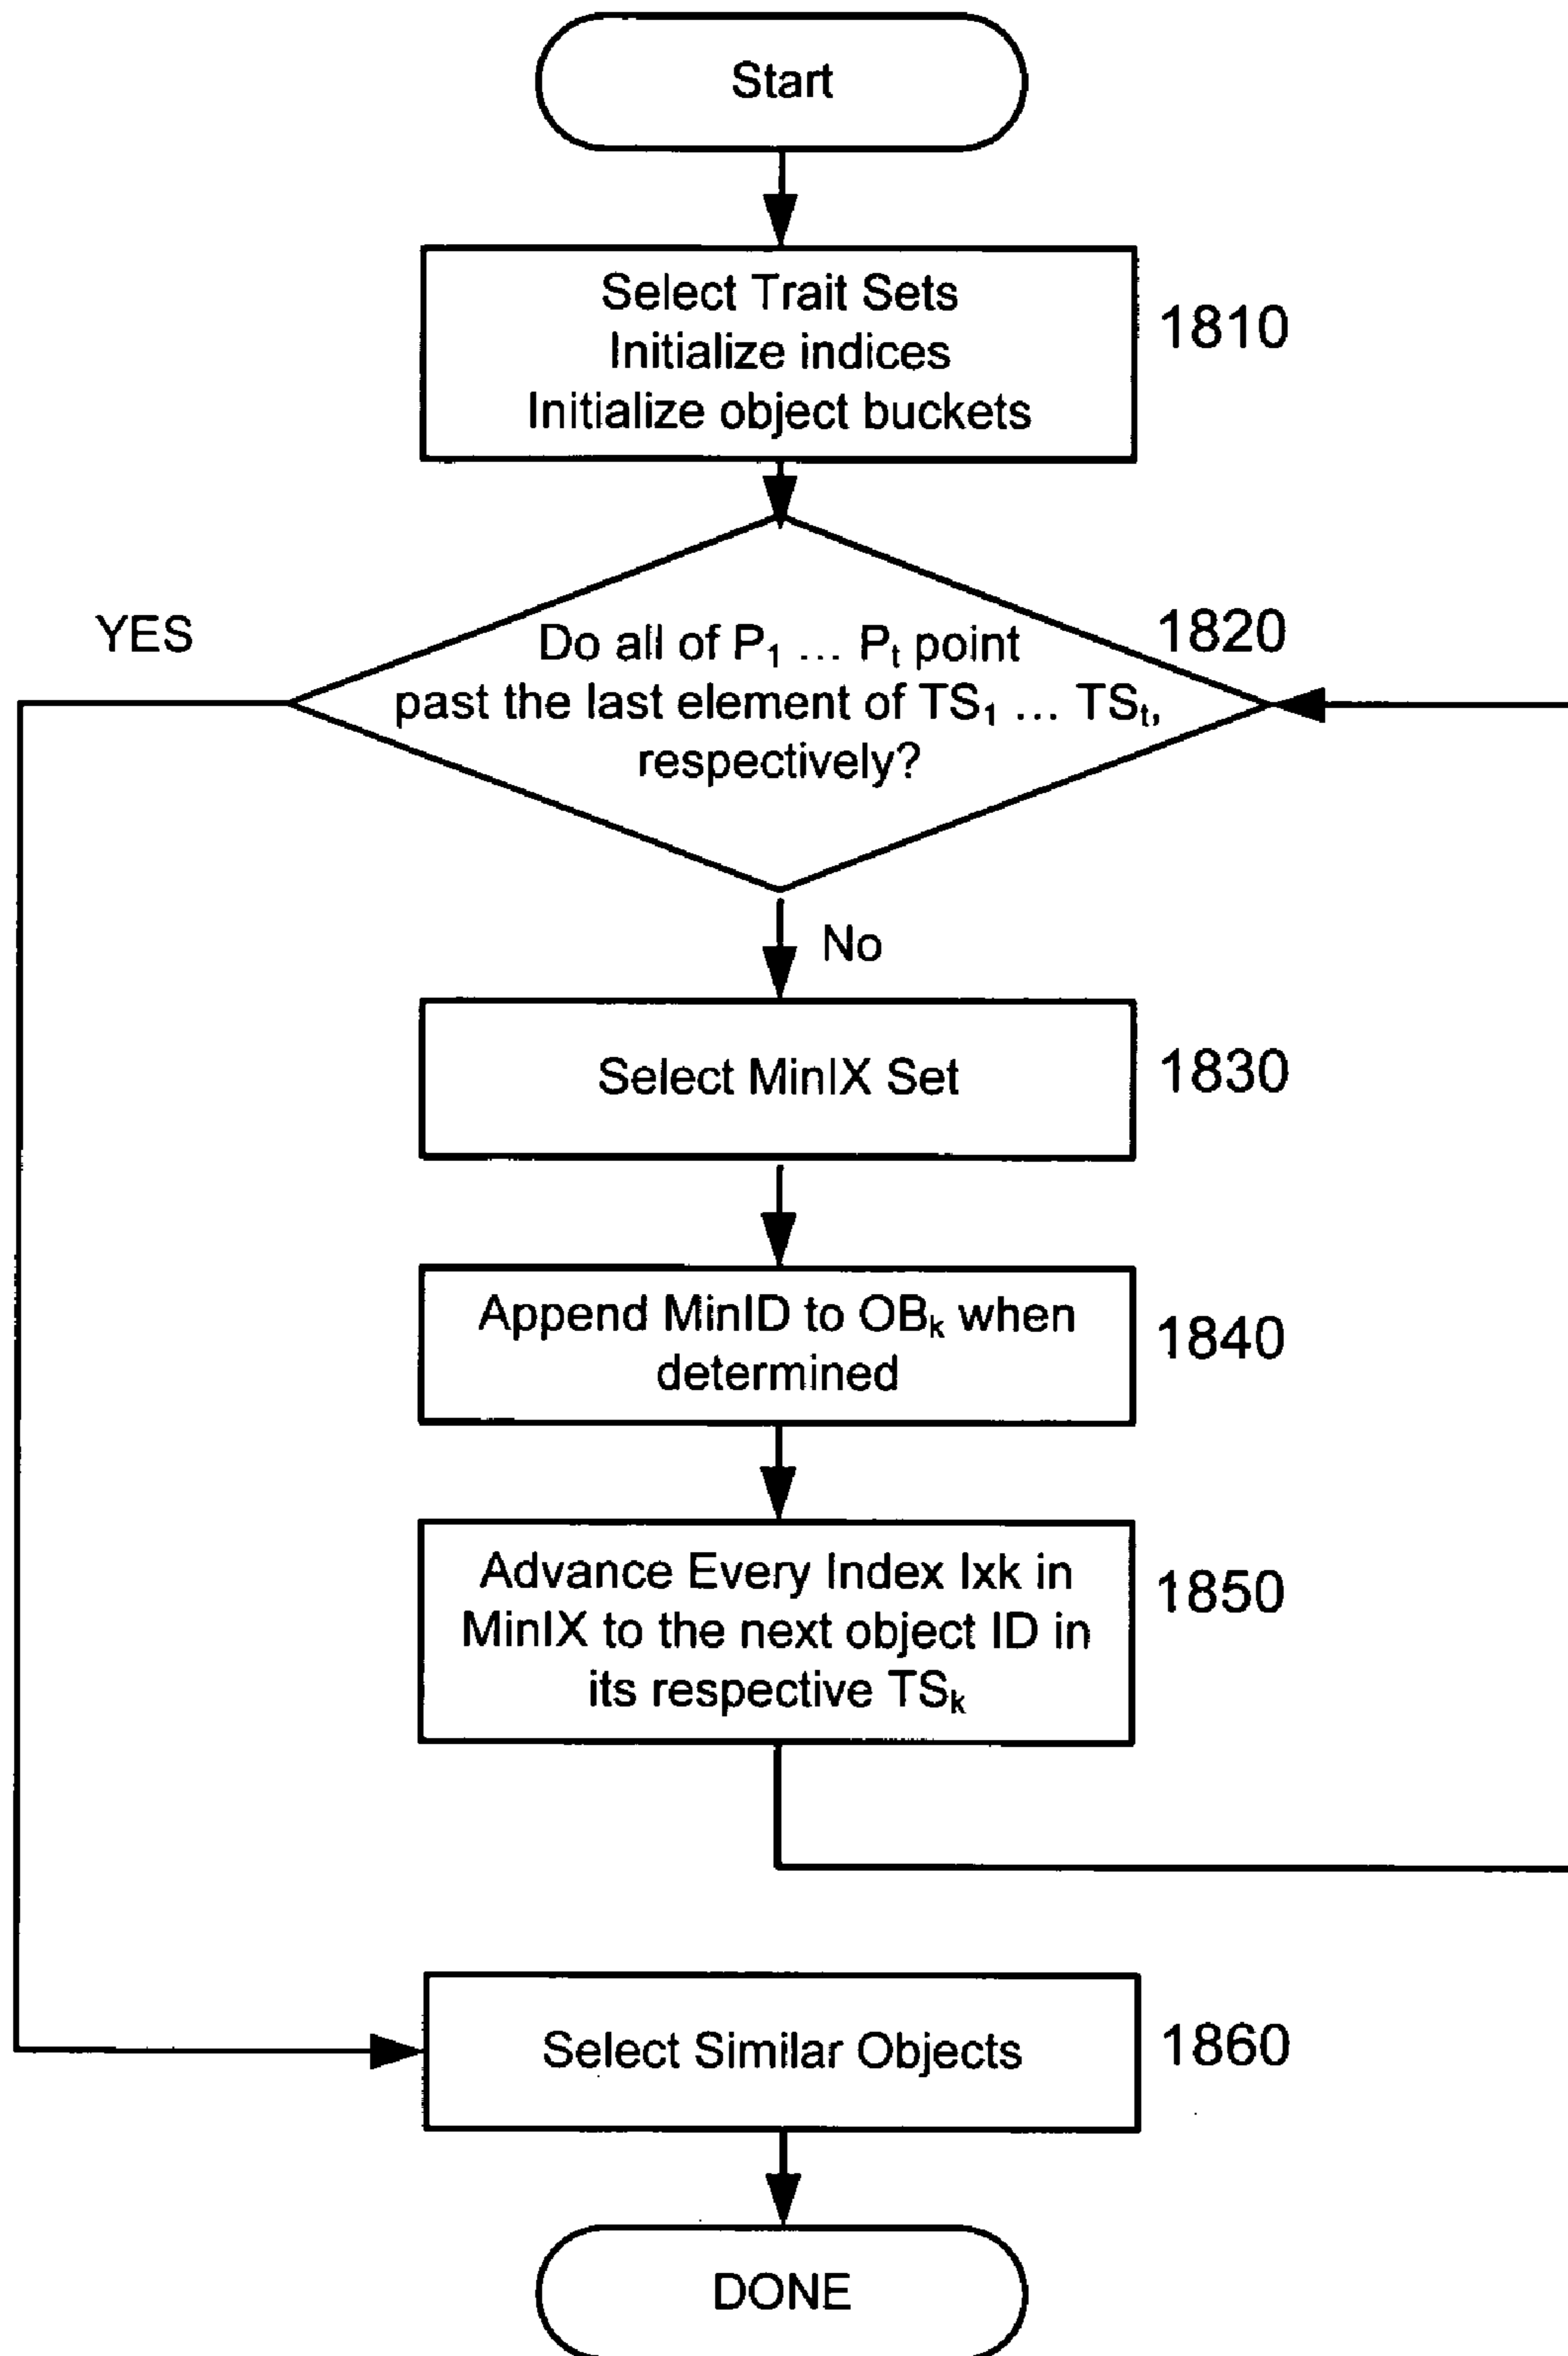 Start
Select Trait Sets
Initialize indices
Initialize object buckets
1810
YES
1820
Do all of P₁ ... Pₜ point
past the last element of TS₁ ... TSₜ,
respectively?
No
Select MinIX Set
1830
Append MinID to OBₖ when
determined
1840
Advance Every Index Ixk in
MinIX to the next object ID in
its respective TSₖ
1850
Select Similar Objects
1860
DONE